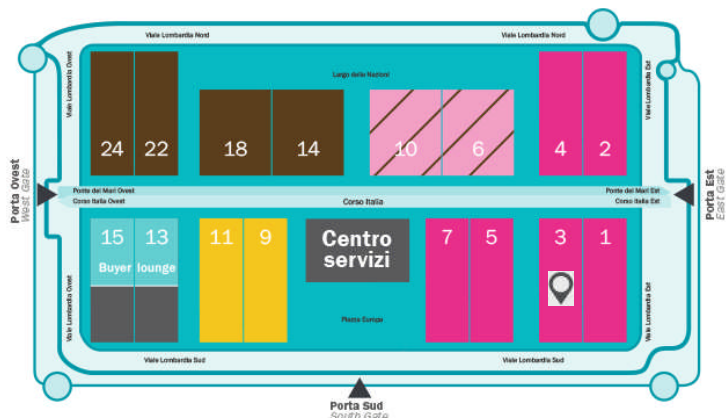 Viale Lombardia Nord
Viale Lombardia Nord
Viale Lombardia Ovest
Viale Lombardia Est
Largo delle Nazioni
24 22 18 14 10 6 4 2
Porta Ovest
West Gate
Ponte dei Mari Ovest
Ponte dei Mari Est
Corso Italia Ovest
Corso Italia
Corso Italia Est
Porta Est
East Gate
15 13 11 9
Centro
servizi
7 5 3 1
Buyer lounge
Viale Lombardia Ovest
Piazza Europa
Viale Lombardia Est
Viale Lombardia Sud
Viale Lombardia Sud
Porta Sud
South Gate